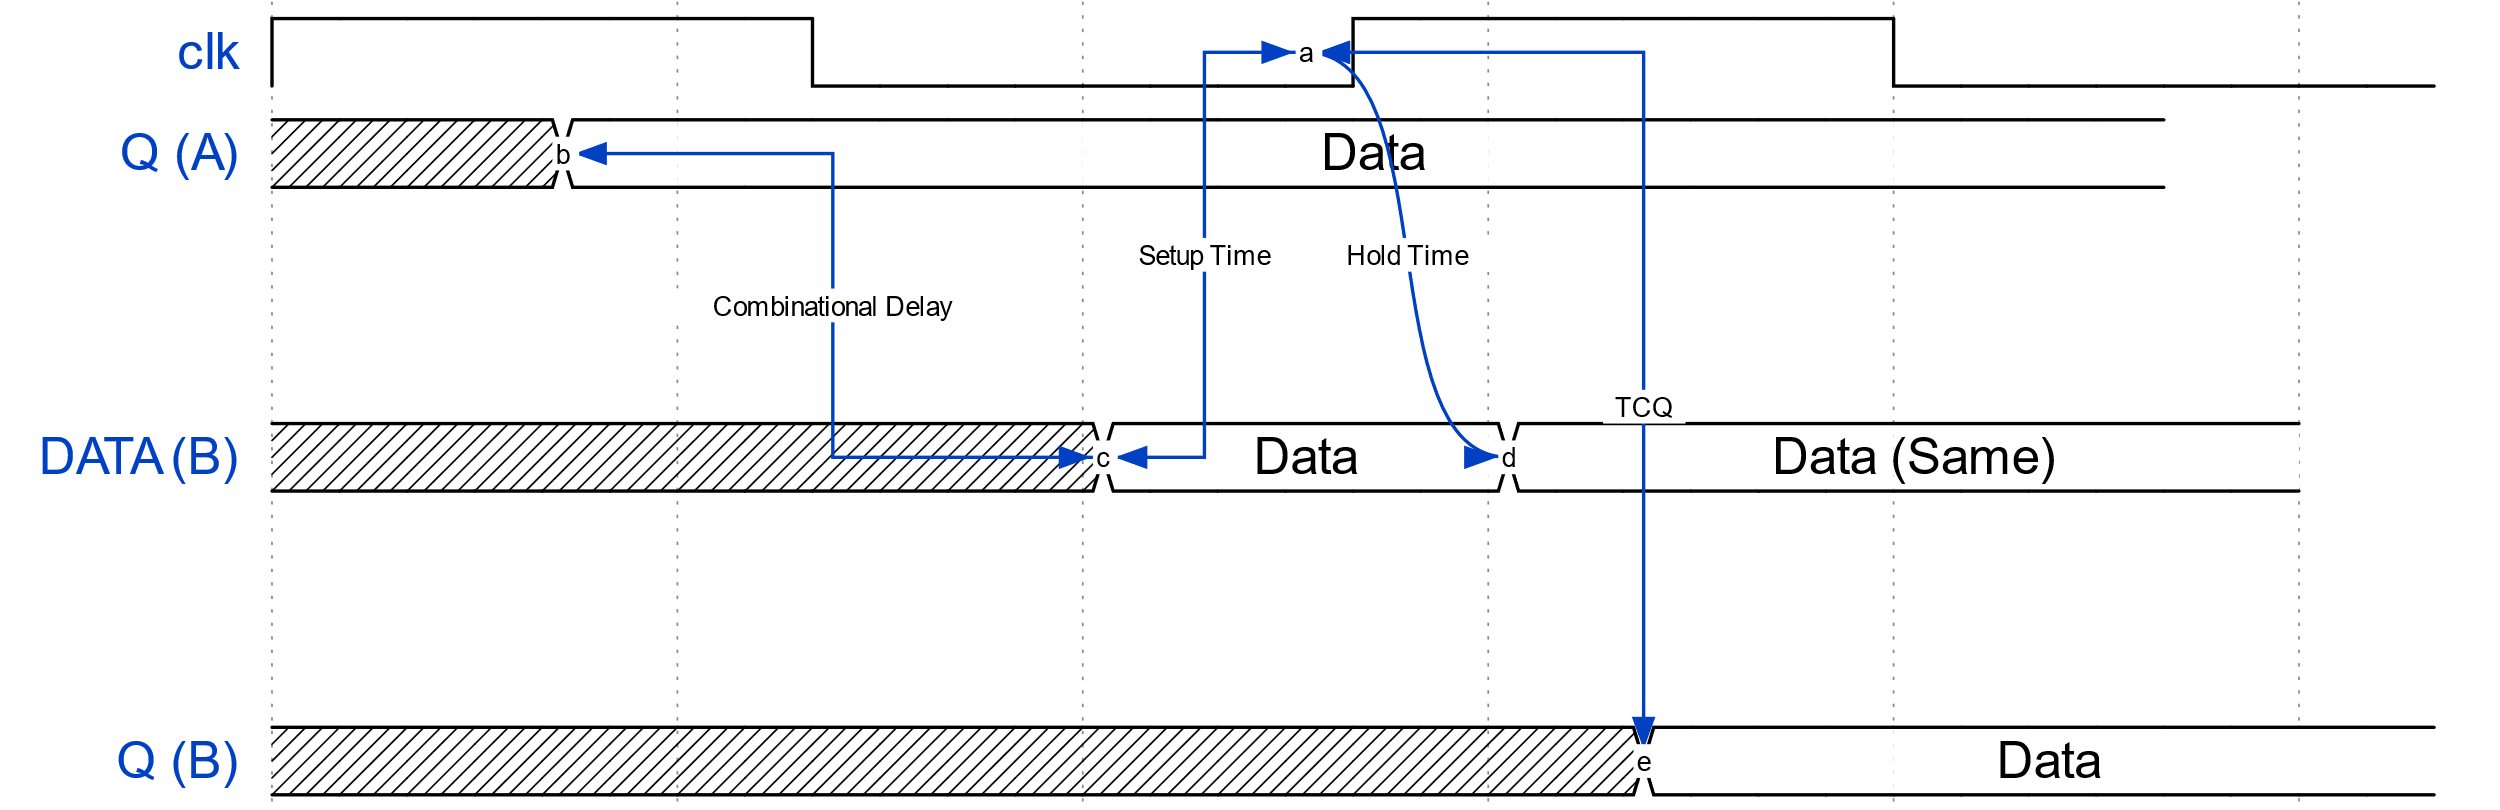 clk
a
Q (A)
b
Data
Setup Time
Hold Time
Combinational Delay
TCQ
DATA (B)
c
Data
d
Data (Same)
Q (B)
e
Data